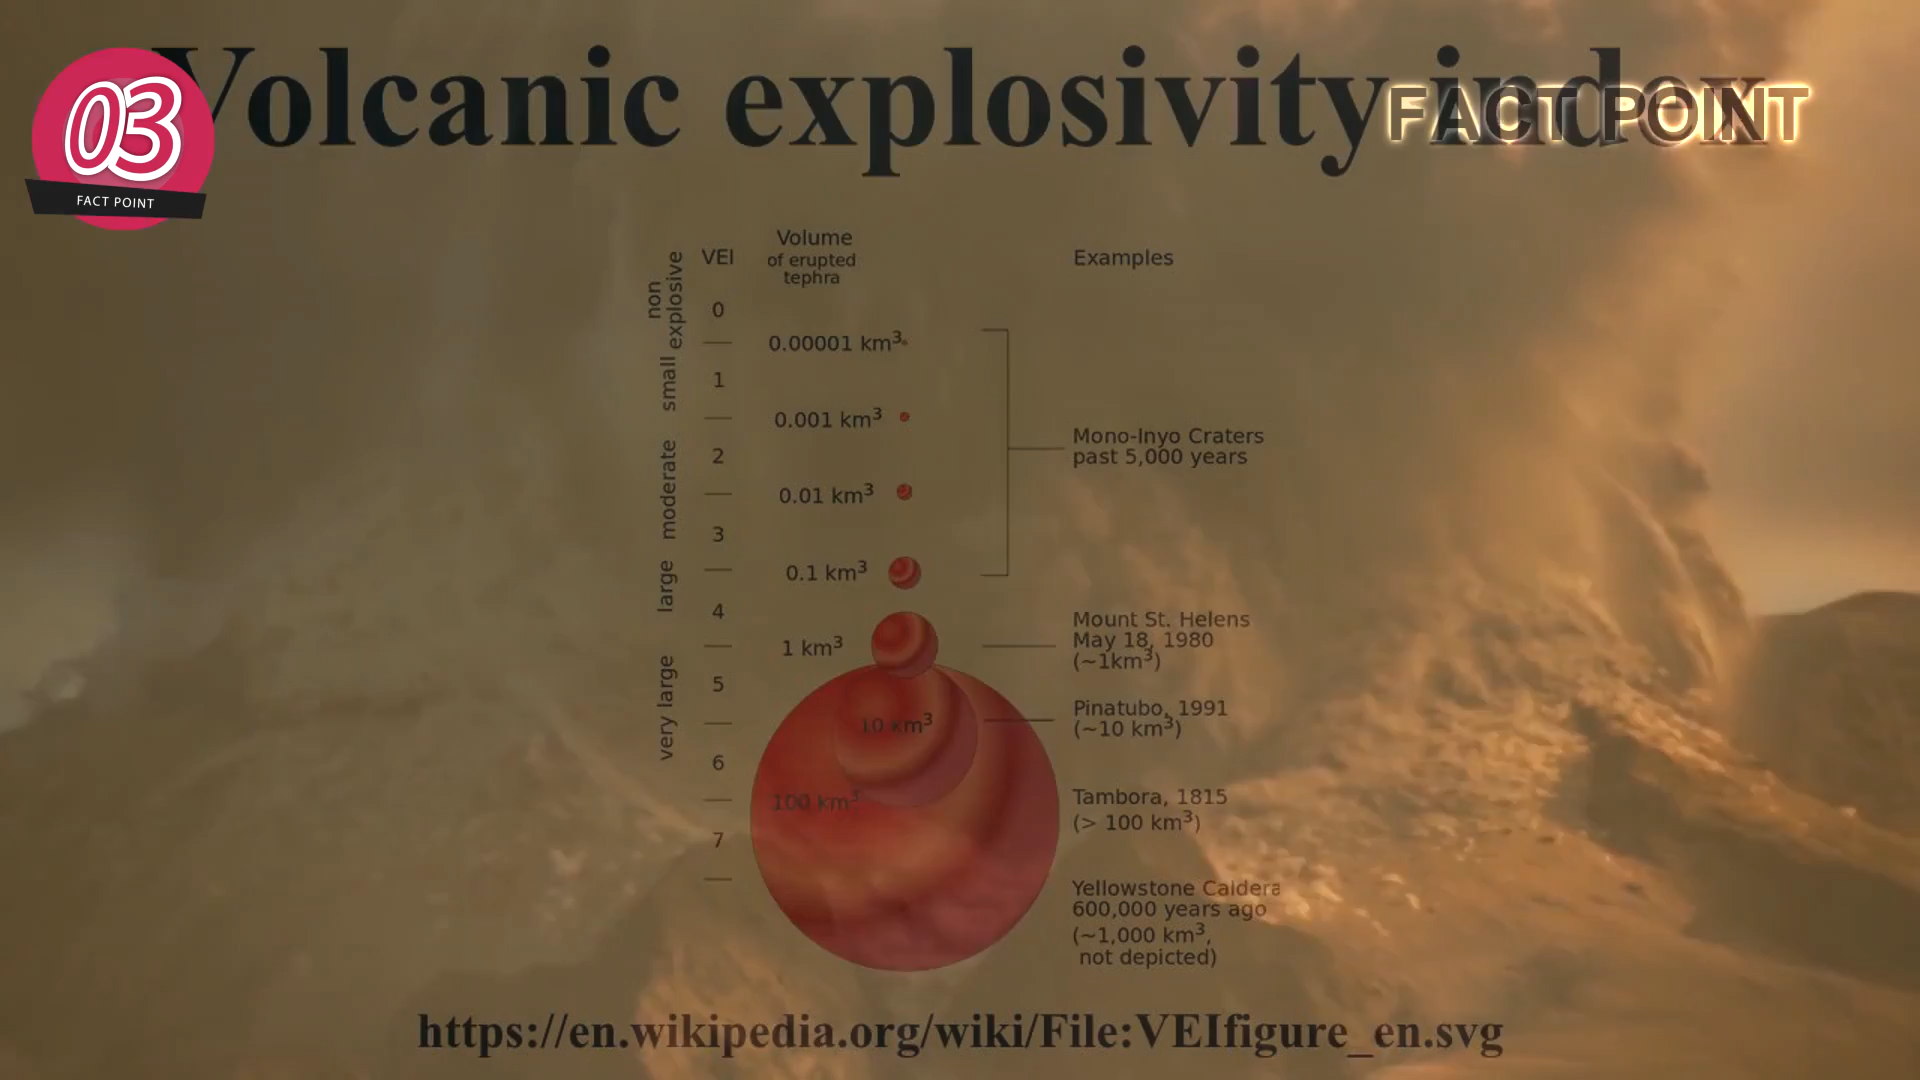 Volcanic explosivity index
03
FACT POINT
FACT POINT
non
explosive
small
moderate
large
very large
VEI
Volume
of erupted
tephra
Examples
0
0.00001 km³
1
0.001 km³
2
0.01 km³
3
0.1 km³
4
1 km³
5
10 km³
6
100 km³
7
Mono-Inyo Craters
past 5,000 years
Mount St. Helens
May 18, 1980
(~1km³)
Pinatubo, 1991
(~10 km³)
Tambora, 1815
(> 100 km³)
Yellowstone Caldera
600,000 years ago
(~1,000 km³,
not depicted)
https://en.wikipedia.org/wiki/File:VEIfigure_en.svg